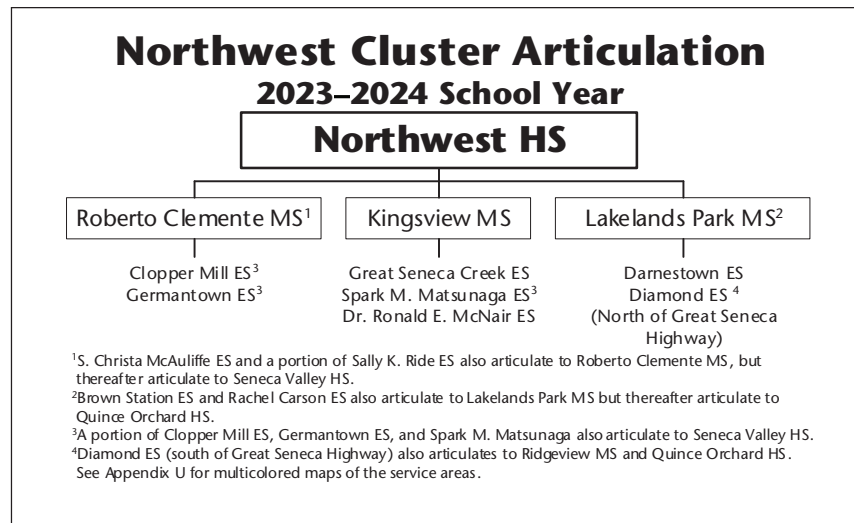 Northwest Cluster Articulation
2023–2024 School Year
Northwest HS
Roberto Clemente MS¹ Kingsview MS Lakelands Park MS²
Clopper Mill ES³ Great Seneca Creek ES Darnestown ES
Germantown ES³ Spark M. Matsunaga ES³ Diamond ES ⁴
Dr. Ronald E. McNair ES (North of Great Seneca
Highway)
¹S. Christa McAuliffe ES and a portion of Sally K. Ride ES also articulate to Roberto Clemente MS, but
thereafter articulate to Seneca Valley HS.
²Brown Station ES and Rachel Carson ES also articulate to Lakelands Park MS but thereafter articulate to
Quince Orchard HS.
³A portion of Clopper Mill ES, Germantown ES, and Spark M. Matsunaga also articulate to Seneca Valley HS.
⁴Diamond ES (south of Great Seneca Highway) also articulates to Ridgeview MS and Quince Orchard HS.
See Appendix U for multicolored maps of the service areas.